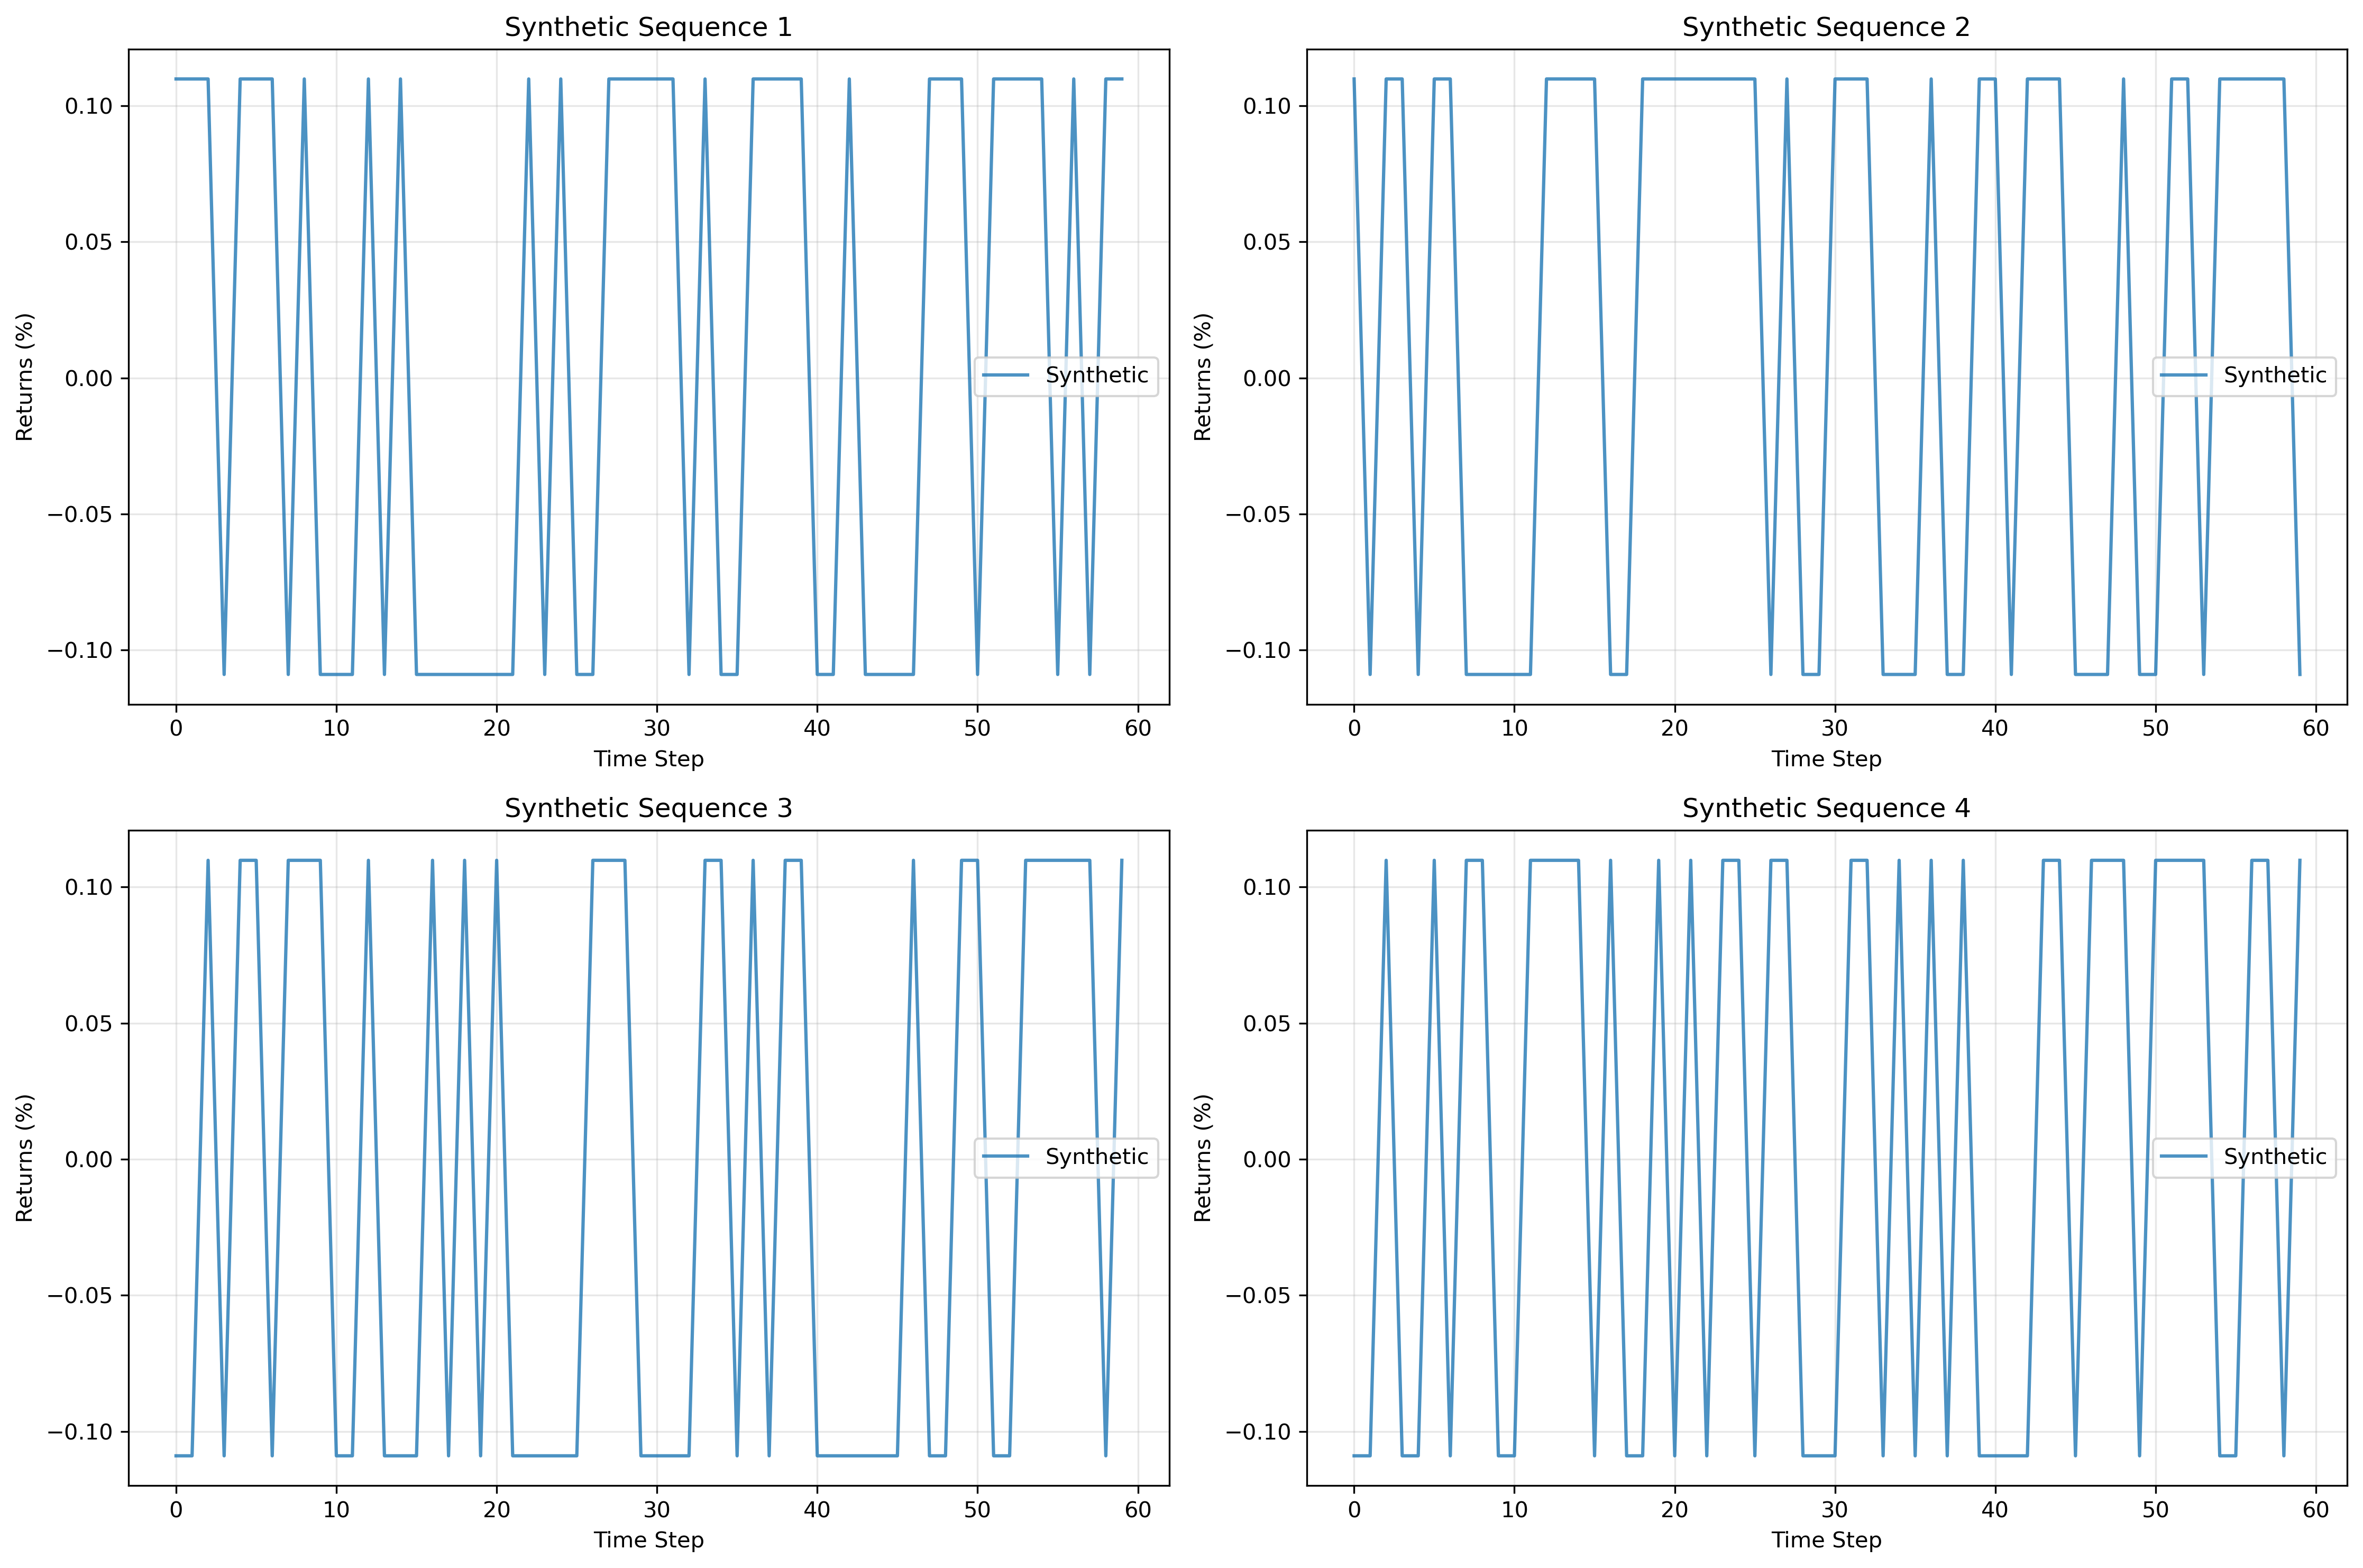 Synthetic Sequence 1
0.10
0.05
0.00
−0.05
−0.10
Returns (%)
Synthetic
0 10 20 30 40 50 60
Time Step
Synthetic Sequence 2
0.10
0.05
0.00
−0.05
−0.10
Returns (%)
Synthetic
0 10 20 30 40 50 60
Time Step
Synthetic Sequence 3
0.10
0.05
0.00
−0.05
−0.10
Returns (%)
Synthetic
0 10 20 30 40 50 60
Time Step
Synthetic Sequence 4
0.10
0.05
0.00
−0.05
−0.10
Returns (%)
Synthetic
0 10 20 30 40 50 60
Time Step